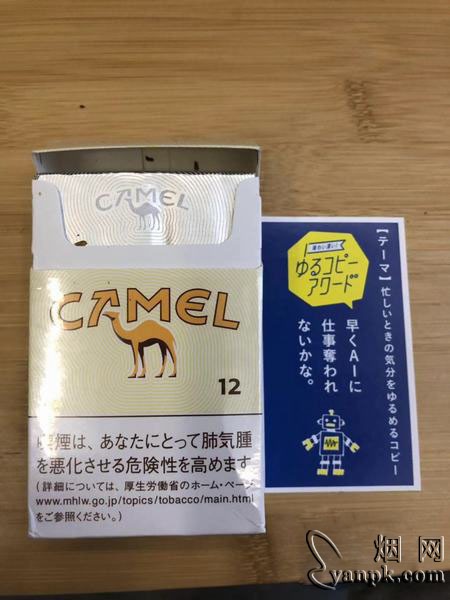 CAMEL
CAMEL
12
喫煙は、あなたにとって肺気腫
を悪化させる危険性を高めます
(詳細については、厚生労働省のホーム・ページ
www.mhlw.go.jp/topics/tobacco/main.html
をご参照ください。)
【テーマ】忙しいときの気分をゆるめるコピー
味わい深い!
ゆるコピー
アワード
早くAIに
仕事奪われ
ないかな。
烟网
yanpk.com